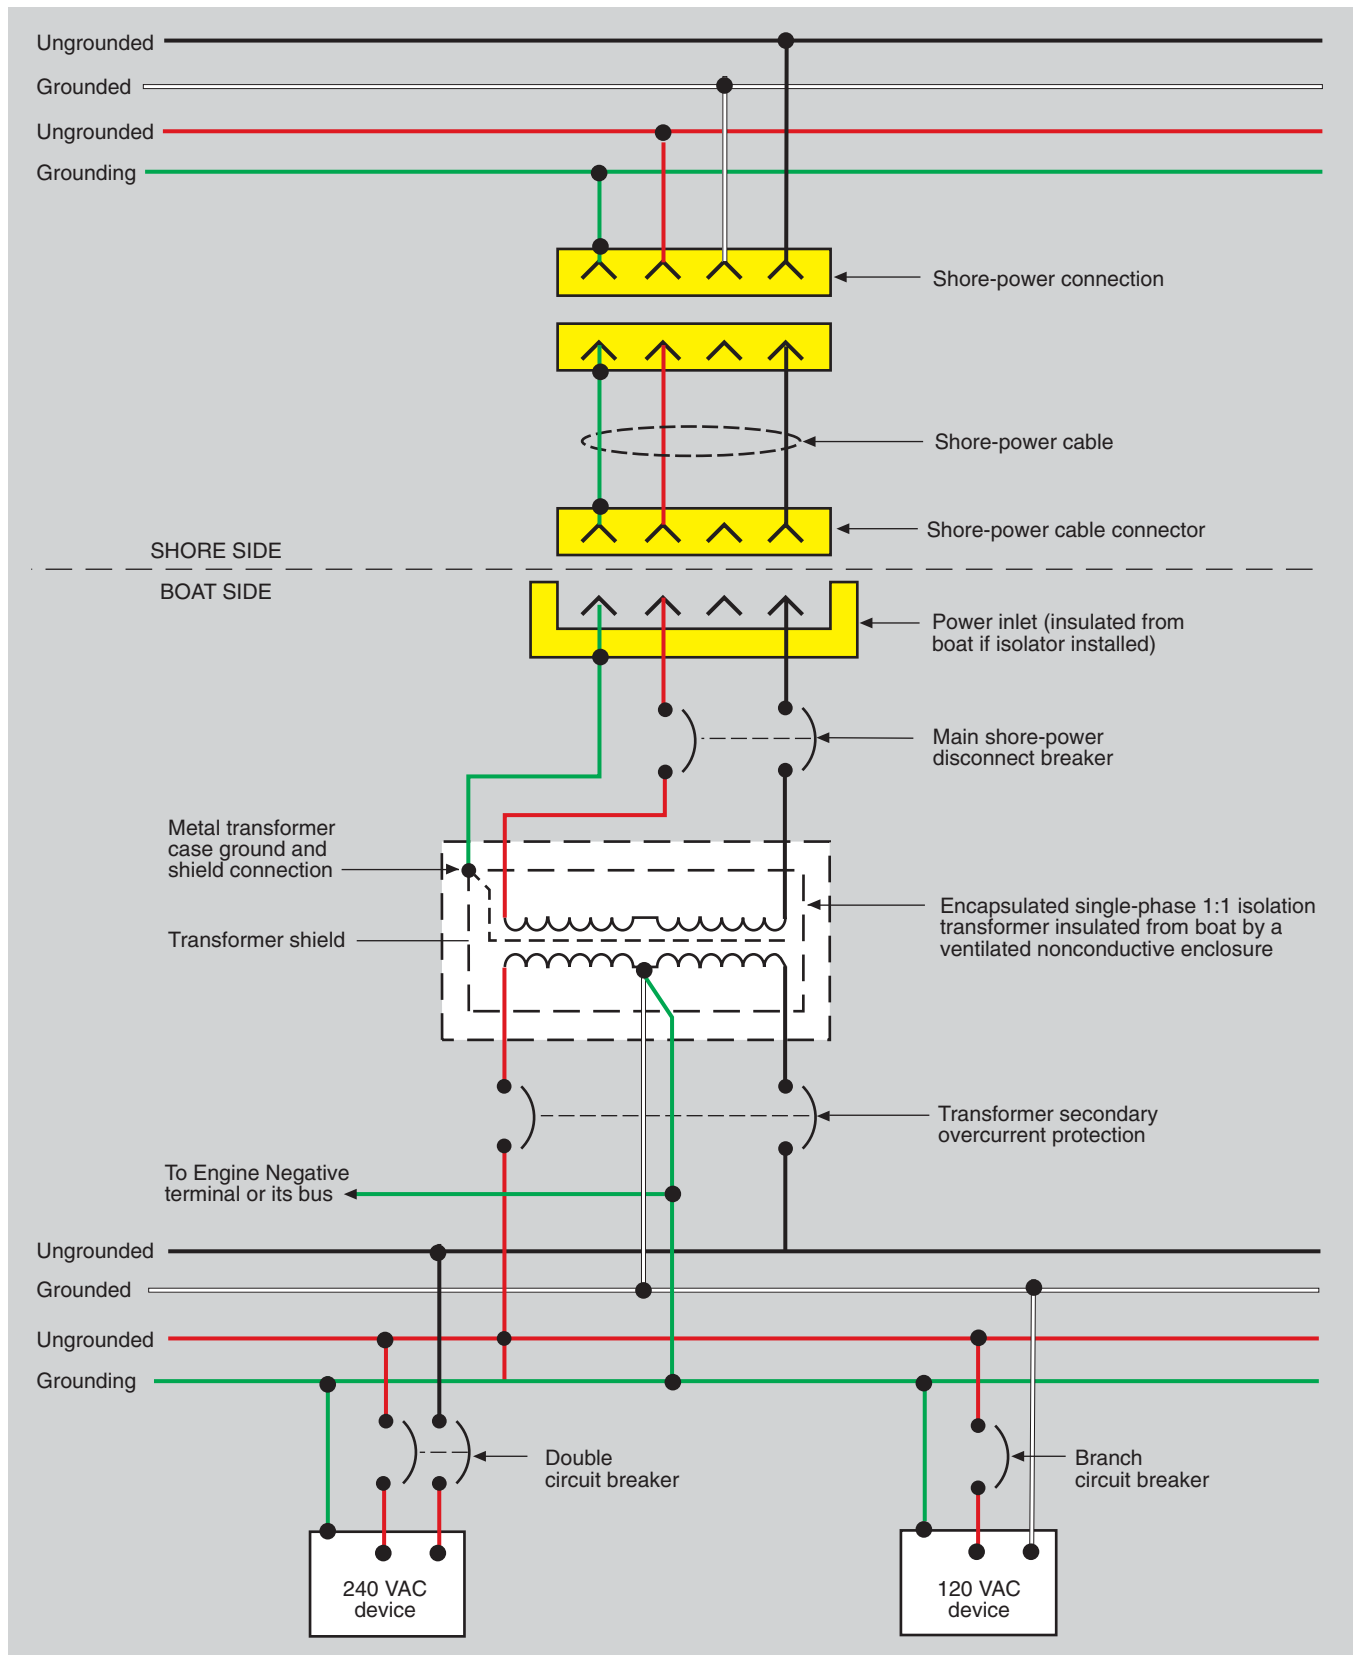 Ungrounded
Grounded
Ungrounded
Grounding
Shore-power connection
Shore-power cable
Shore-power cable connector
SHORE SIDE
BOAT SIDE
Power inlet (insulated from
boat if isolator installed)
Main shore-power
disconnect breaker
Metal transformer
case ground and
shield connection
Encapsulated single-phase 1:1 isolation
transformer insulated from boat by a
ventilated nonconductive enclosure
Transformer shield
Transformer secondary
overcurrent protection
To Engine Negative
terminal or its bus
Ungrounded
Grounded
Ungrounded
Grounding
Double
circuit breaker
Branch
circuit breaker
240 VAC
device
120 VAC
device